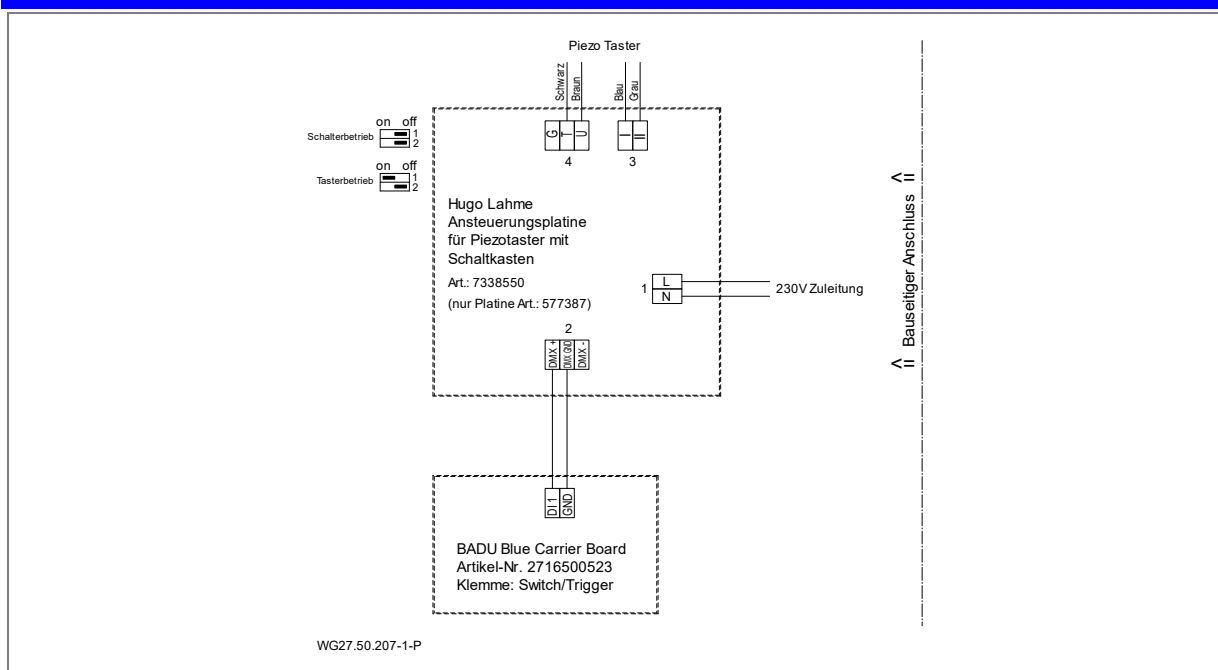 Piezo Taster
Schwarz
Braun
Blau
Grau
on off
Schalterbetrieb
1
2
on off
Tasterbetrieb
1
2
G
T
U
4
I
II
3
Hugo Lahme
Ansteuerungsplatine
für Piezotaster mit
Schaltkasten
Art.: 7338550
(nur Platine Art.: 577387)
1
L
N
230V Zuleitung
<= Bauseitiger Anschluss <=
2
DMX +
DMX GND
DMX -
DI 1
GND
BADU Blue Carrier Board
Artikel-Nr. 2716500523
Klemme: Switch/Trigger
WG27.50.207-1-P